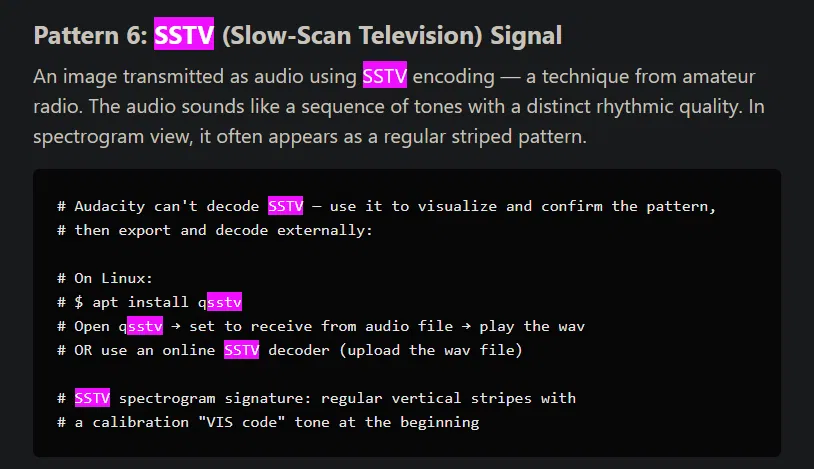 Pattern 6: SSTV (Slow-Scan Television) Signal
An image transmitted as audio using SSTV encoding — a technique from amateur
radio. The audio sounds like a sequence of tones with a distinct rhythmic quality. In
spectrogram view, it often appears as a regular striped pattern.
# Audacity can't decode SSTV — use it to visualize and confirm the pattern,
# then export and decode externally:
# On Linux:
# $ apt install qsstv
# Open qsstv → set to receive from audio file → play the wav
# OR use an online SSTV decoder (upload the wav file)
# SSTV spectrogram signature: regular vertical stripes with
# a calibration "VIS code" tone at the beginning